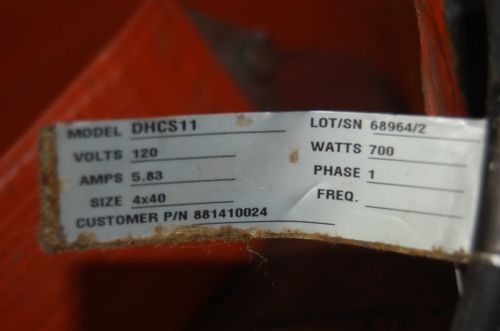 MODEL DHCS11 LOT/SN 68964/2
VOLTS 120 WATTS 700
AMPS 5.83 PHASE 1
SIZE 4x40 FREQ.
CUSTOMER P/N 881410024